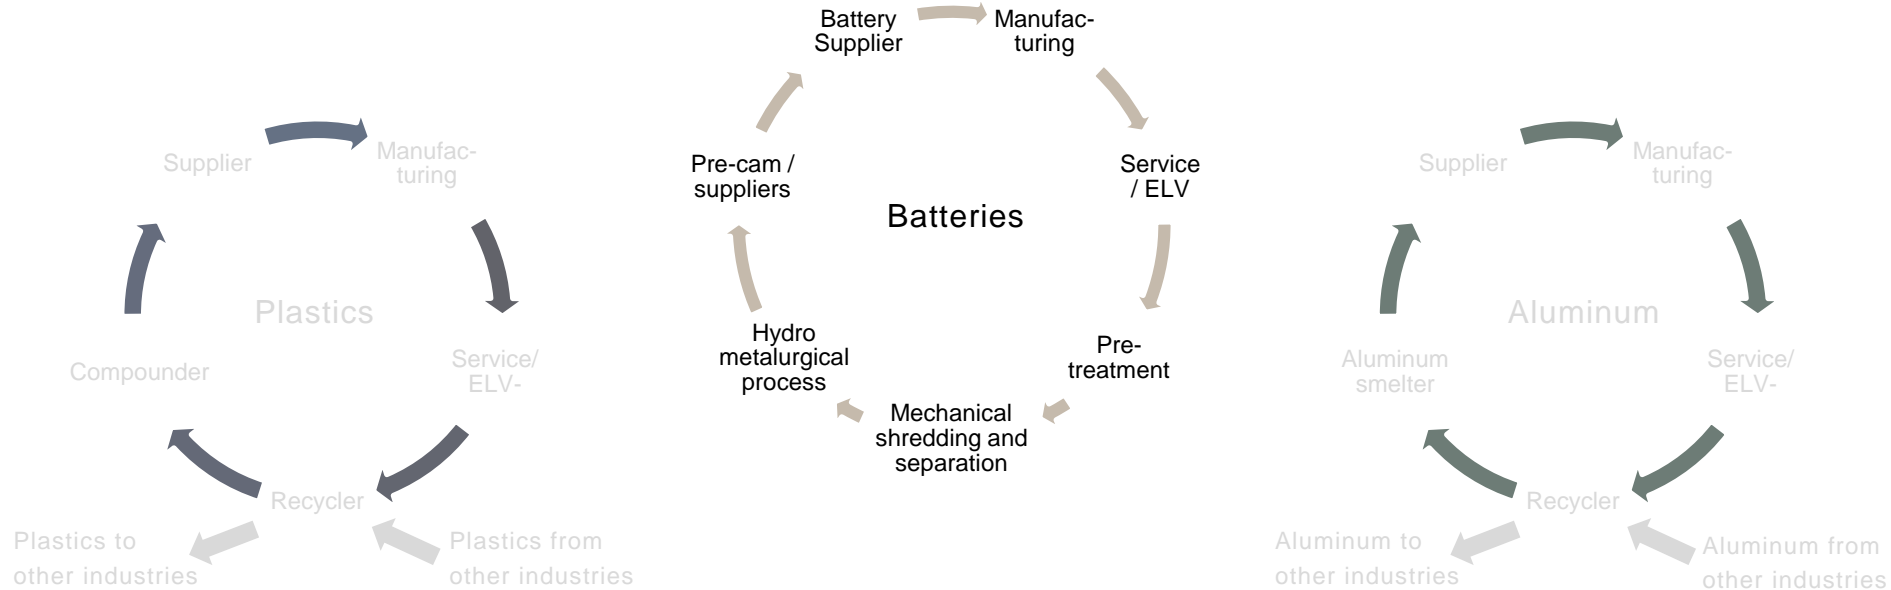 Supplier
Manufac-
turing
Plastics
Compounder
Service/
ELV-
Recycler
Plastics to
other industries
Plastics from
other industries
Battery
Supplier
Manufac-
turing
Pre-cam /
suppliers
Service
/ ELV
Batteries
Hydro
metalurgical
process
Pre-
treatment
Mechanical
shredding and
separation
Supplier
Manufac-
turing
Aluminum
Aluminum
smelter
Service/
ELV-
Recycler
Aluminum to
other industries
Aluminum from
other industries